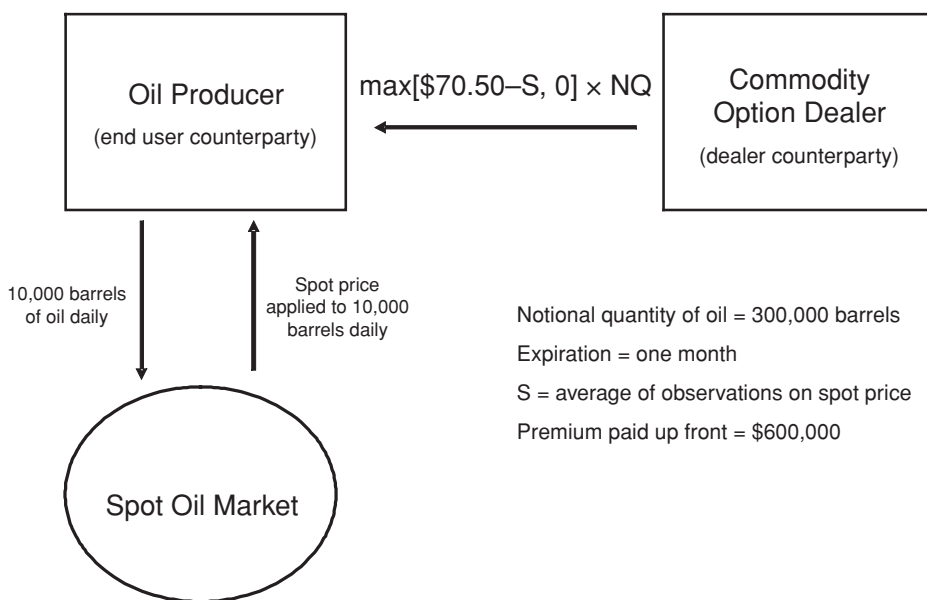 Oil Producer
(end user counterparty)
max[$70.50–S, 0] × NQ
Commodity
Option Dealer
(dealer counterparty)
10,000 barrels
of oil daily
Spot price
applied to 10,000
barrels daily
Notional quantity of oil = 300,000 barrels
Expiration = one month
S = average of observations on spot price
Premium paid up front = $600,000
Spot Oil Market